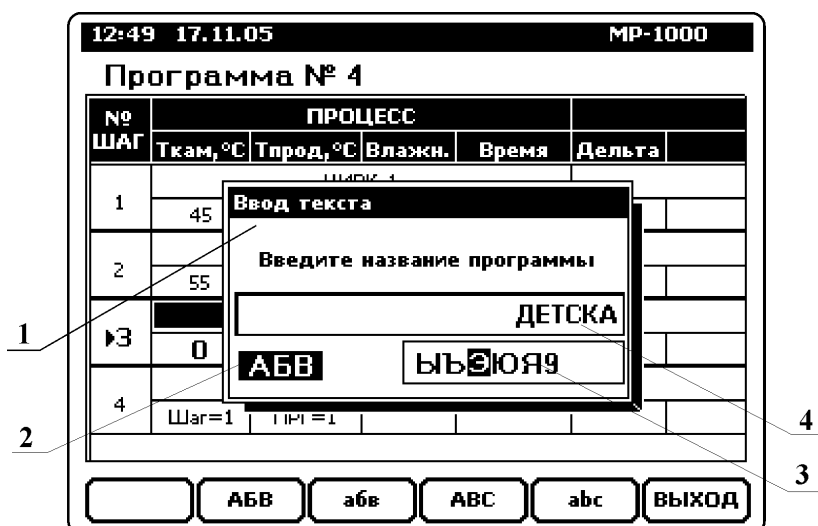 12:49 17.11.05 МР-1000
Программа № 4
№ ШАГ ПРОЦЕСС
Ткам,°С Тпрод,°С Влажн. Время Дельта
1
45
Ввод текста
Введите название программы
2
55
ДЕТСКА
1
3
0
АБВ ЫЪЭЮЯ9
4
Шаг=1 ПРГ=1
2
4
3
АБВ абв ABC abc ВЫХОД